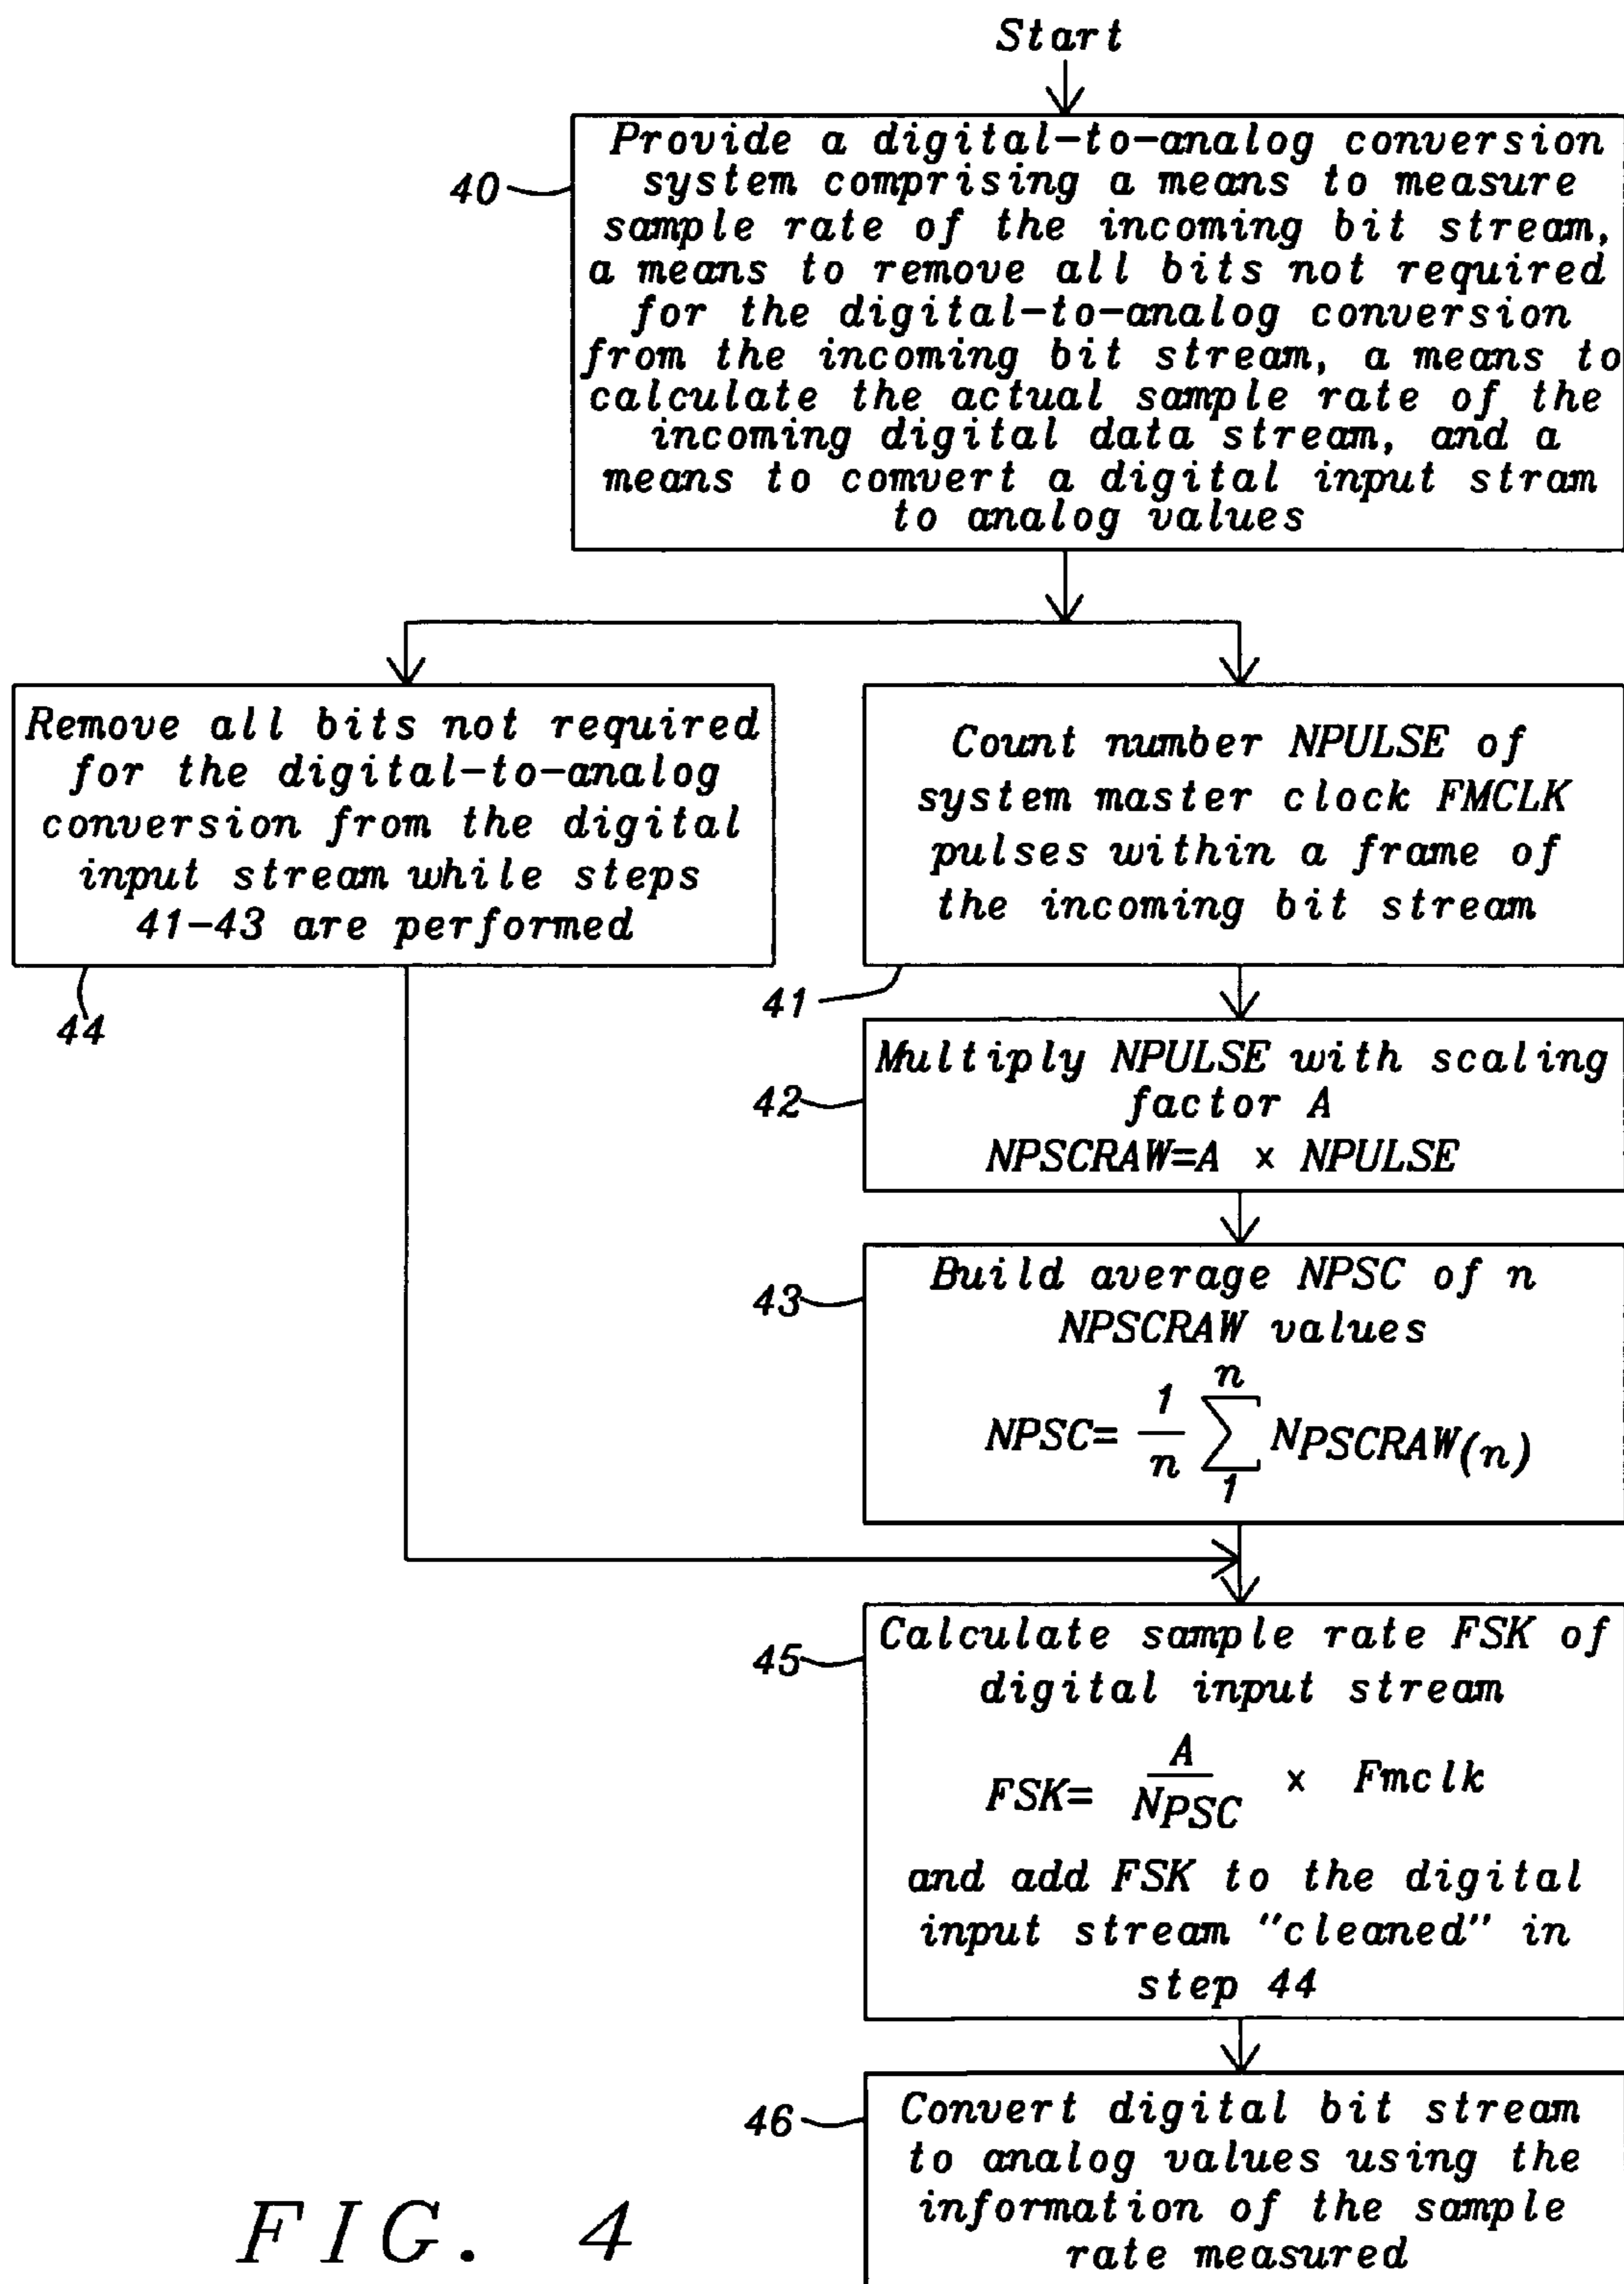 Start
40
Provide a digital-to-analog conversion
system comprising a means to measure
sample rate of the incoming bit stream,
a means to remove all bits not required
for the digital-to-analog conversion
from the incoming bit stream, a means to
calculate the actual sample rate of the
incoming digital data stream, and a
means to comvert a digital input stram
to analog values
Remove all bits not required
for the digital-to-analog
conversion from the digital
input stream while steps
41-43 are performed
44
Count number NPULSE of
system master clock FMCLK
pulses within a frame of
the incoming bit stream
41
42
Multiply NPULSE with scaling
factor A
NPSCRAW=A × NPULSE
43
Build average NPSC of n
NPSCRAW values
NPSC= 1/n ∑ n 1 NPSCRAW(n)
45
Calculate sample rate FSK of
digital input stream
FSK= A/NPSC × Fmclk
and add FSK to the digital
input stream "cleaned" in
step 44
46
Convert digital bit stream
to analog values using the
information of the sample
rate measured
FIG. 4